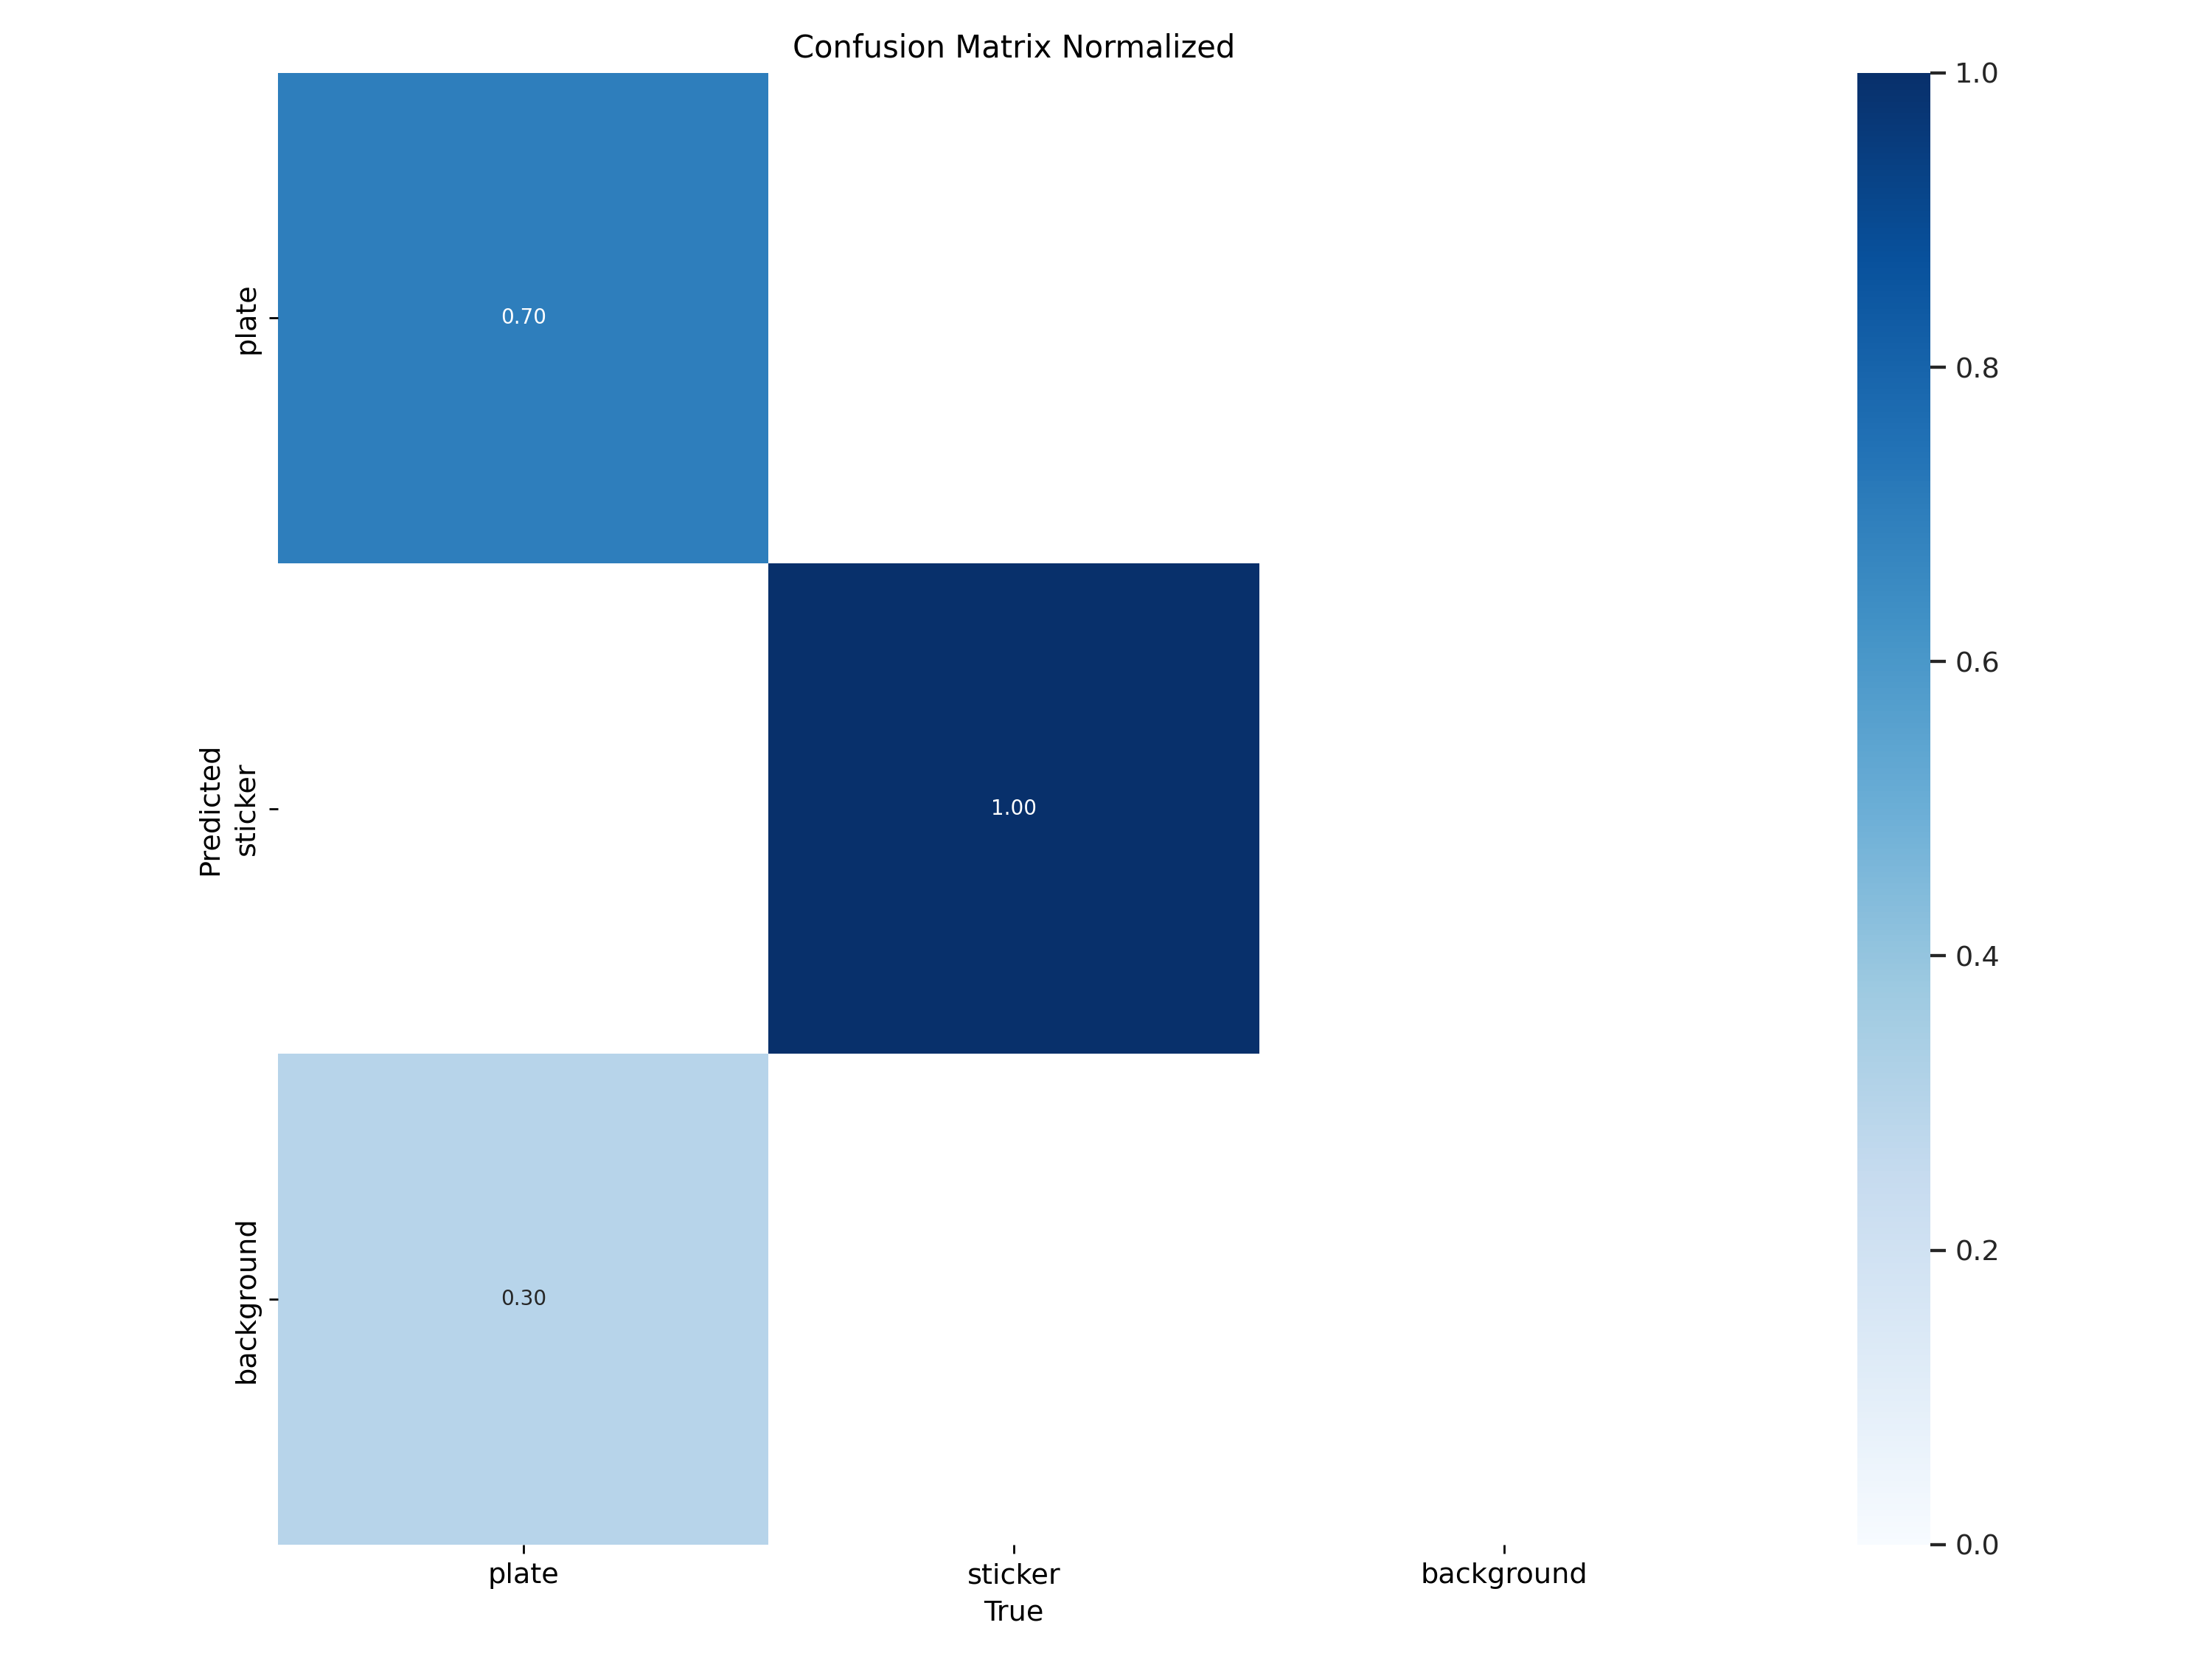 Confusion Matrix Normalized
1.0
plate
0.70
0.8
0.6
Predicted
sticker
1.00
0.4
background
0.30
0.2
0.0
plate
sticker
background
True